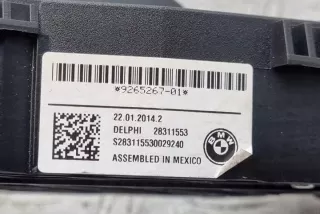 *9265267-01*
22.01.2014.2
DELPHI 28311553
S283115530029240
ASSEMBLED IN MEXICO
BMW